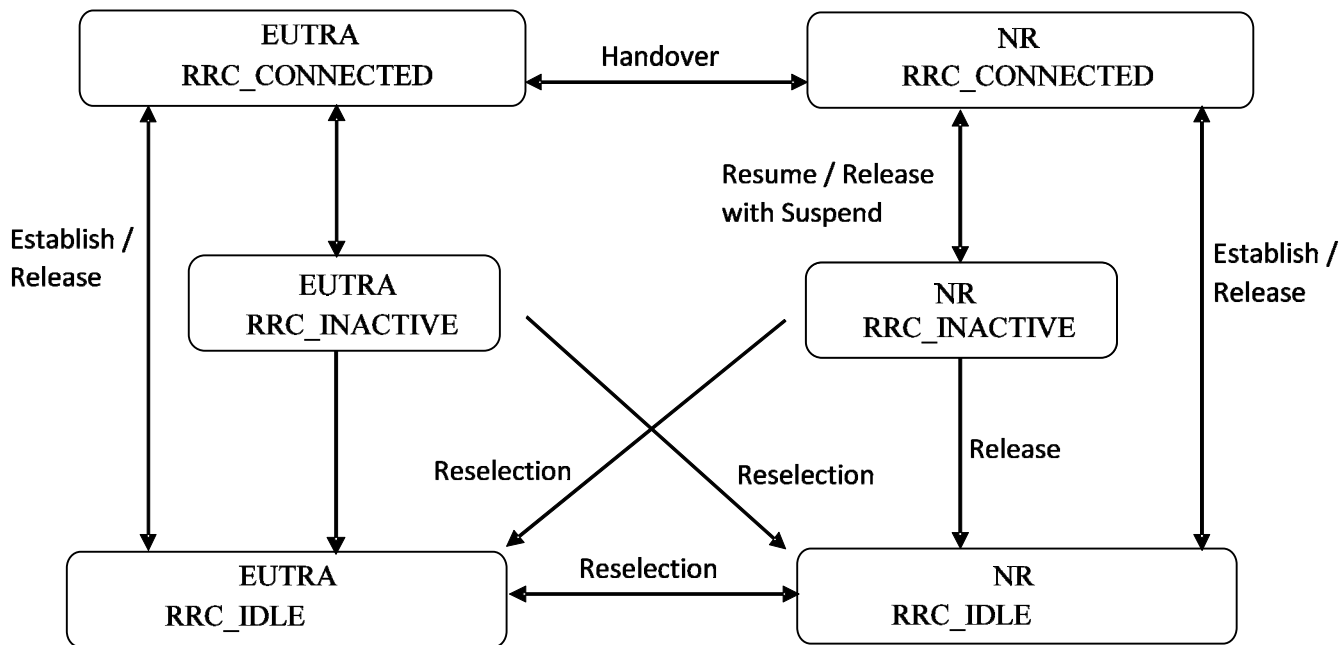 EUTRA
RRC_CONNECTED
Handover
NR
RRC_CONNECTED
Establish /
Release
Resume / Release
with Suspend
Establish /
Release
EUTRA
RRC_INACTIVE
NR
RRC_INACTIVE
Reselection
Reselection
Release
EUTRA
RRC_IDLE
Reselection
NR
RRC_IDLE